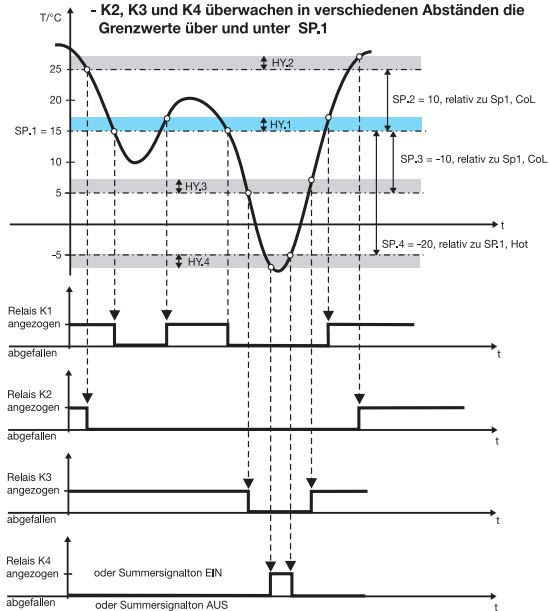 - K2, K3 und K4 überwachen in verschiedenen Abständen die
Grenzwerte über und unter SP.1
T/°C
HY.2
25
20
SP.1 = 15
HY.1
10
HY.3
5
t
-5
HY.4
SP.2 = 10, relativ zu Sp1, CoL
SP.3 = -10, relativ zu Sp1, CoL
SP.4 = -20, relativ zu SP.1, Hot
Relais K1
angezogen
abgefallen
t
Relais K2
angezogen
abgefallen
t
Relais K3
angezogen
abgefallen
t
Relais K4
angezogen
oder Summersignalton EIN
abgefallen
oder Summersignalton AUS
t